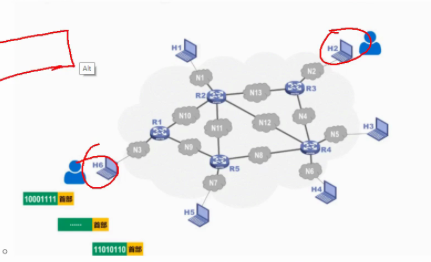 H1
H2
Alt
N1
N2
R2
N13
R3
N10
N4
R1
N11
N12
N5
H3
N3
N9
R5
N8
R4
H6
N7
N6
H4
H5
10001111 首部
······ 首部
11010110 首部